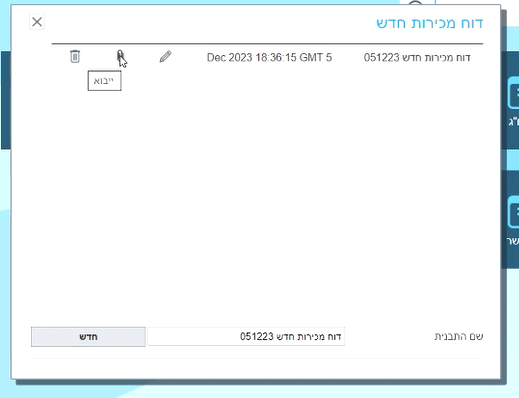 דוח מכירות חדש
דוח מכירות חדש 051223 Dec 2023 18:36:15 GMT 5
ייבוא
שם התבנית דוח מכירות חדש 051223 חדש